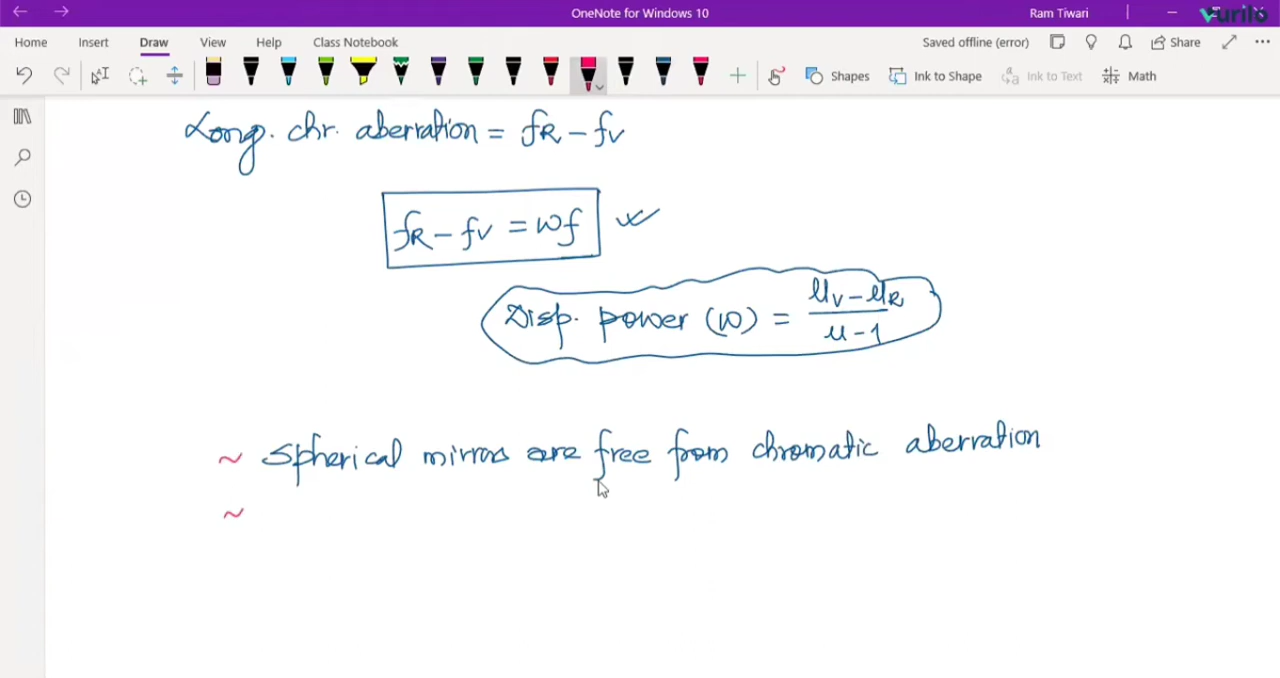 OneNote for Windows 10
Ram Tiwari
Vurilo
Home Insert Draw View Help Class Notebook
Saved offline (error) Share
Shapes Ink to Shape Ink to Text Math
Long. chr. aberration = fR − fV
fR − fV = ωf
Disp. power (ω) = μV − μR / μ − 1
~ Spherical mirros are free from chromatic aberration
~